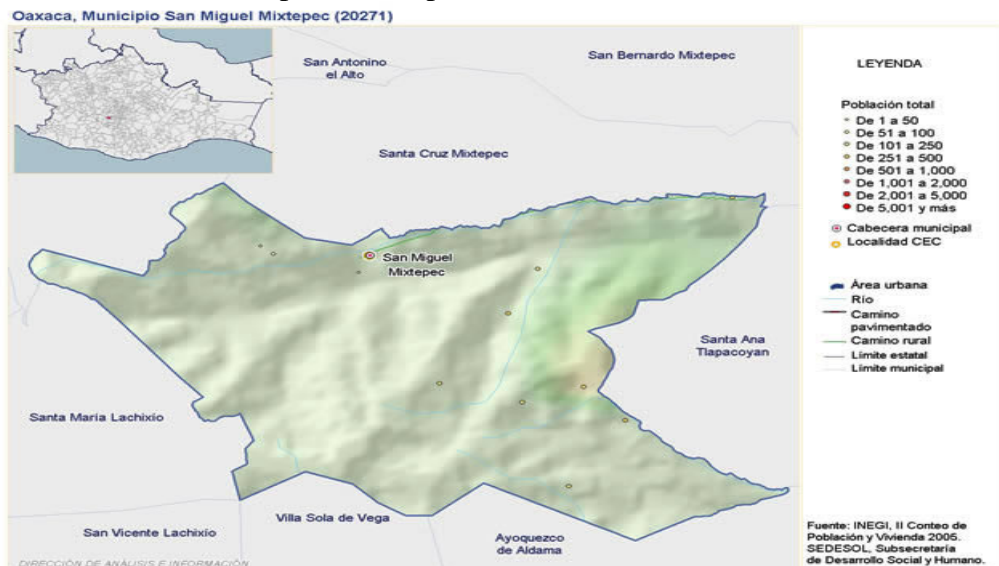 Oaxaca, Municipio San Miguel Mixtepec (20271)
San Antonino
el Alto
San Bernardo Mixtepec
Santa Cruz Mixtepec
San Miguel
Mixtepec
Santa Ana
Tlapacoyan
Santa María Lachixío
San Vicente Lachixío
Villa Sola de Vega
Ayoquezco
de Aldama
DIRECCIÓN DE ANÁLISIS E INFORMACIÓN
LEYENDA
Población total
De 1 a 50
De 51 a 100
De 101 a 250
De 251 a 500
De 501 a 1,000
De 1,001 a 2,000
De 2,001 a 5,000
De 5,001 y más
Cabecera municipal
Localidad CEC
Área urbana
Río
Camino
pavimentado
Camino rural
Límite estatal
Límite municipal
Fuente: INEGI, II Conteo de
Población y Vivienda 2005.
SEDESOL, Subsecretaría
de Desarrollo Social y Humano.